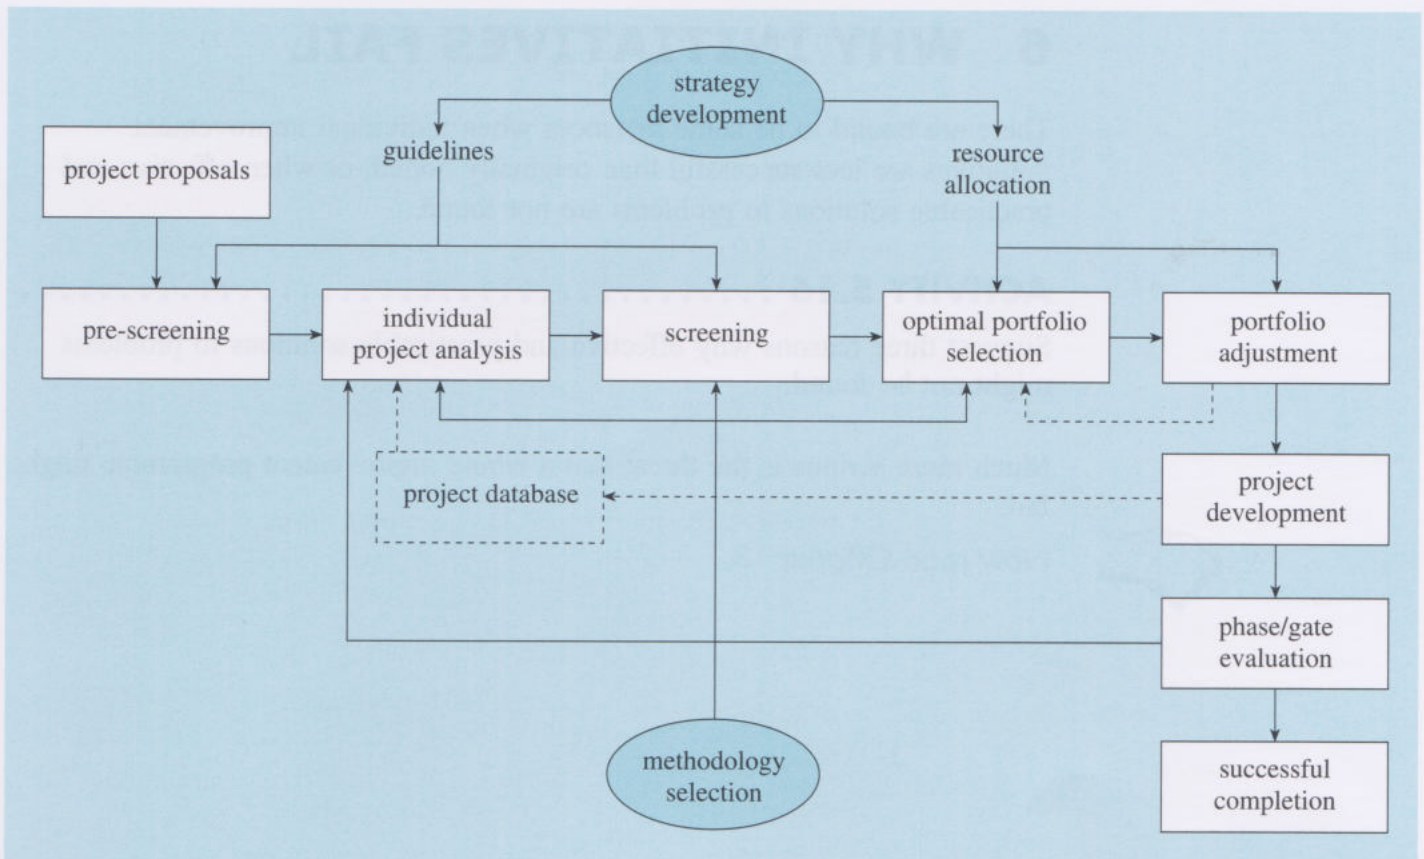 strategy
development
project proposals
guidelines
resource
allocation
pre-screening
individual
project analysis
screening
optimal portfolio
selection
portfolio
adjustment
project database
project
development
phase/gate
evaluation
methodology
selection
successful
completion